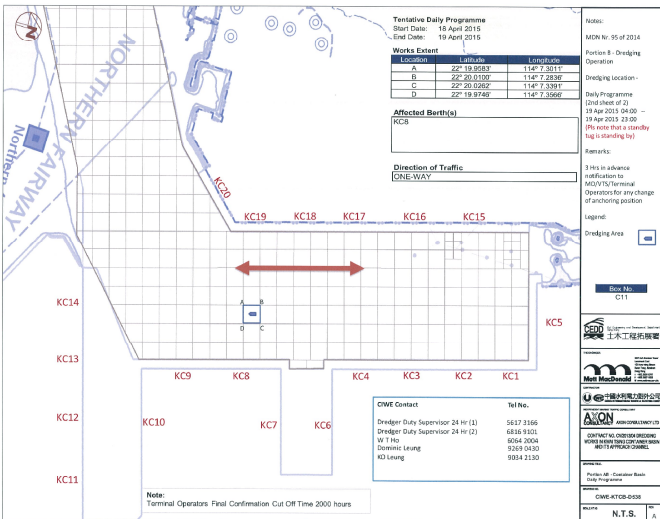 Tentative Daily Programme
Start Date: 16 April 2015
End Date: 19 April 2015
Works Extent
Location Latitude Longitude
A 22° 19.9583' 114° 7.3011'
B 22° 20.0100' 114° 7.2836'
C 22° 20.0262' 114° 7.3391'
D 22° 19.9746' 114° 7.3566'
Affected Berth(s)
KC8
Direction of Traffic
ONE-WAY
Notes:
MDN Nr. 95 of 2014
Portion B - Dredging
Operation
Dredging Location -
Daily Programme
(2nd sheet of 2)
19 Apr 2015 04:00 –
19 Apr 2015 23:00
(Pls note that a standby
tug is standing by)
Remarks:
3 Hrs in advance
notification to
MD/VTS/Terminal
Operators for any change
of anchoring position
Legend:
Dredging Area
Box No.
C11
CEDD
土木工程拓展署
Mott MacDonald
中國水利電力對外公司
AXON
CONSULTANCY
AXON CONSULTANCY LTD
CONTRACT NO. CV/2013/04 DREDGING
WORKS IN KWAI TSING CONTAINER BASIN
AND ITS APPROACH CHANNEL
Portion AB - Container Basin
Daily Programme
CIWE-KTCB-D538
N.T.S.
A
N
NORTHERN FAIRWAY
Northern
KC20
KC19
KC18
KC17
KC16
KC15
KC14
KC13
KC12
KC11
KC10
KC9
KC8
KC7
KC6
KC5
KC4
KC3
KC2
KC1
A B
D C
CIWE Contact Tel No.
Dredger Duty Supervisor 24 Hr (1) 5617 3166
Dredger Duty Supervisor 24 Hr (2) 6816 9101
W T Ho 6064 2004
Dominic Leung 9269 0430
KO Leung 9034 2130
Note:
Terminal Operators Final Confirmation Cut Off Time 2000 hours